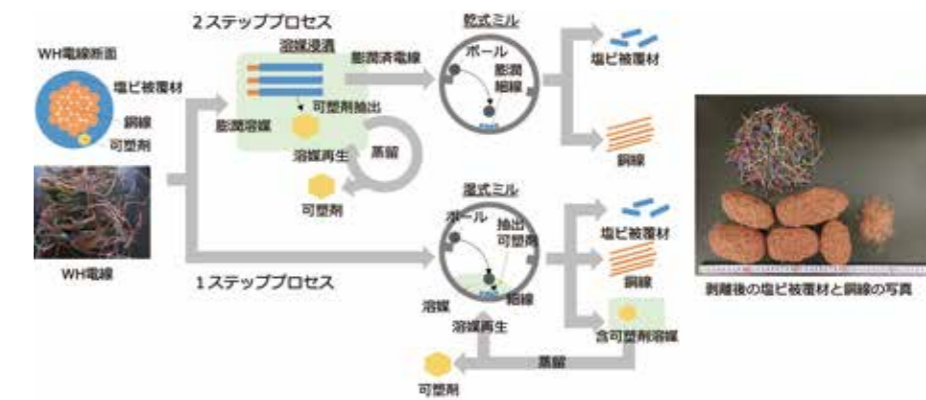 2ステッププロセス
WH電線断面
塩ビ被覆材
銅線
可塑剤
WH電線
溶媒浸漬
膨潤済電線
可塑剤抽出
膨潤溶媒
溶媒再生
蒸留
可塑剤
乾式ミル
ボール
膨潤
細線
塩ビ被覆材
銅線
1ステッププロセス
湿式ミル
ボール
抽出
可塑剤
細線
溶媒
溶媒再生
塩ビ被覆材
銅線
含可塑剤溶媒
蒸留
可塑剤
剥離後の塩ビ被覆材と銅線の写真